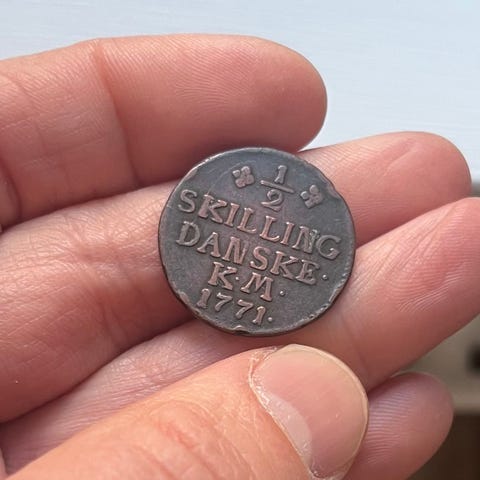 1/2
SKILLING
DANSKE·
K·M·
1771·